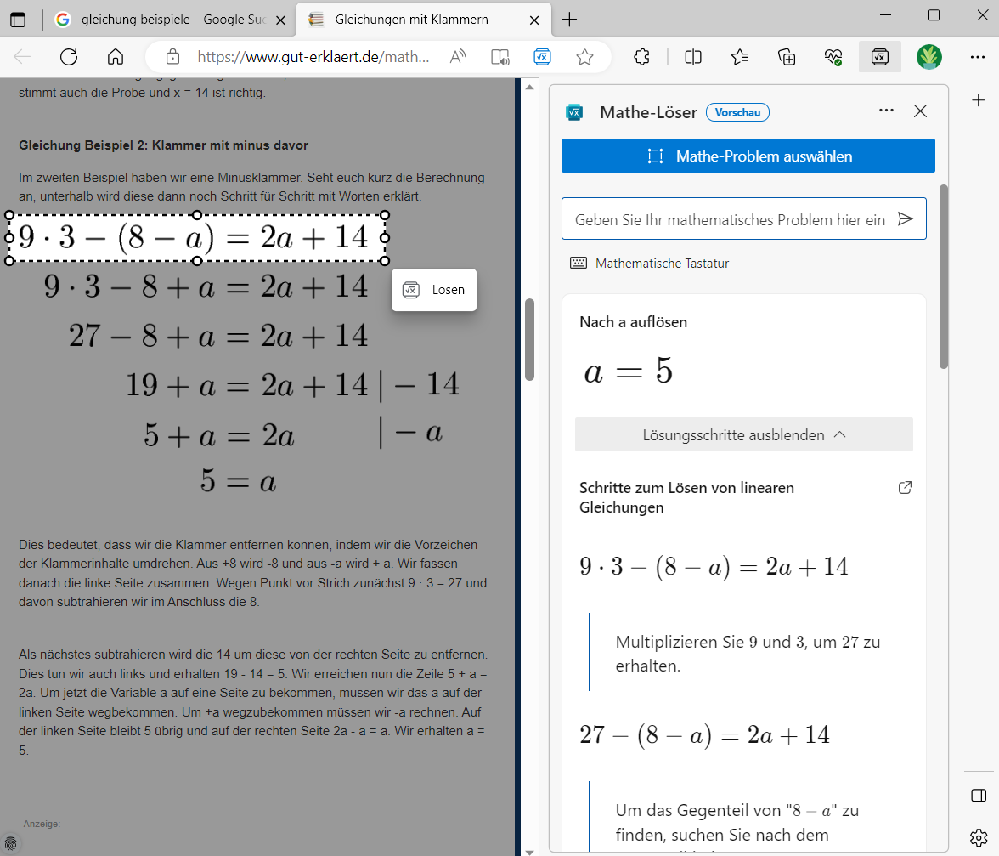 gleichung beispiele – Google Suc
Gleichungen mit Klammern
https://www.gut-erklaert.de/math...
stimmt auch die Probe und x = 14 ist richtig.
Gleichung Beispiel 2: Klammer mit minus davor
Im zweiten Beispiel haben wir eine Minusklammer. Seht euch kurz die Berechnung
an, unterhalb wird diese dann noch Schritt für Schritt mit Worten erklärt.
9 · 3 − (8 − a) = 2a + 14
9 · 3 − 8 + a = 2a + 14
27 − 8 + a = 2a + 14
19 + a = 2a + 14 | − 14
5 + a = 2a | − a
5 = a
Lösen
Dies bedeutet, dass wir die Klammer entfernen können, indem wir die Vorzeichen
der Klammerinhalte umdrehen. Aus +8 wird -8 und aus -a wird + a. Wir fassen
danach die linke Seite zusammen. Wegen Punkt vor Strich zunächst 9 · 3 = 27 und
davon subtrahieren wir im Anschluss die 8.
Als nächstes subtrahieren wird die 14 um diese von der rechten Seite zu entfernen.
Dies tun wir auch links und erhalten 19 - 14 = 5. Wir erreichen nun die Zeile 5 + a =
2a. Um jetzt die Variable a auf eine Seite zu bekommen, müssen wir das a auf der
linken Seite wegbekommen. Um +a wegzubekommen müssen wir -a rechnen. Auf
der linken Seite bleibt 5 übrig und auf der rechten Seite 2a - a = a. Wir erhalten a =
5.
Anzeige:
Mathe-Löser Vorschau
Mathe-Problem auswählen
Geben Sie Ihr mathematisches Problem hier ein
Mathematische Tastatur
Nach a auflösen
a = 5
Lösungsschritte ausblenden
Schritte zum Lösen von linearen
Gleichungen
9 · 3 − (8 − a) = 2a + 14
Multiplizieren Sie 9 und 3, um 27 zu
erhalten.
27 − (8 − a) = 2a + 14
Um das Gegenteil von "8 − a" zu
finden, suchen Sie nach dem